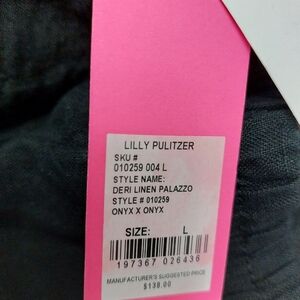 LILLY PULITZER
SKU #
010259 004 L
STYLE NAME:
DERI LINEN PALAZZO
STYLE # 010259
ONYX X ONYX
SIZE: L
197367 026436
MANUFACTURER'S SUGGESTED PRICE
$138.00